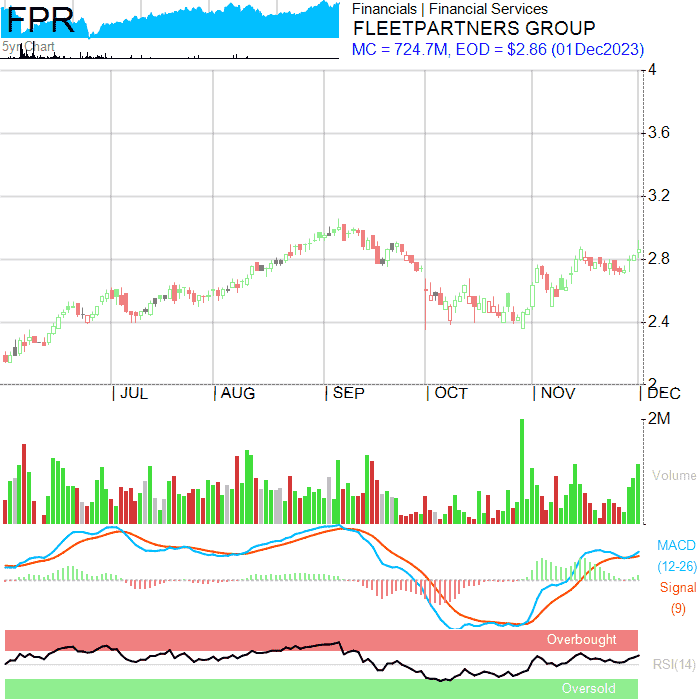 FPR
5yr Chart
Financials | Financial Services
FLEETPARTNERS GROUP
MC = 724.7M, EOD = $2.86 (01Dec2023)
4
3.6
3.2
2.8
2.4
2
| JUL | AUG | SEP | OCT | NOV | DEC
2M
Volume
MACD
(12-26)
Signal
(9)
Overbought
RSI(14)
Oversold